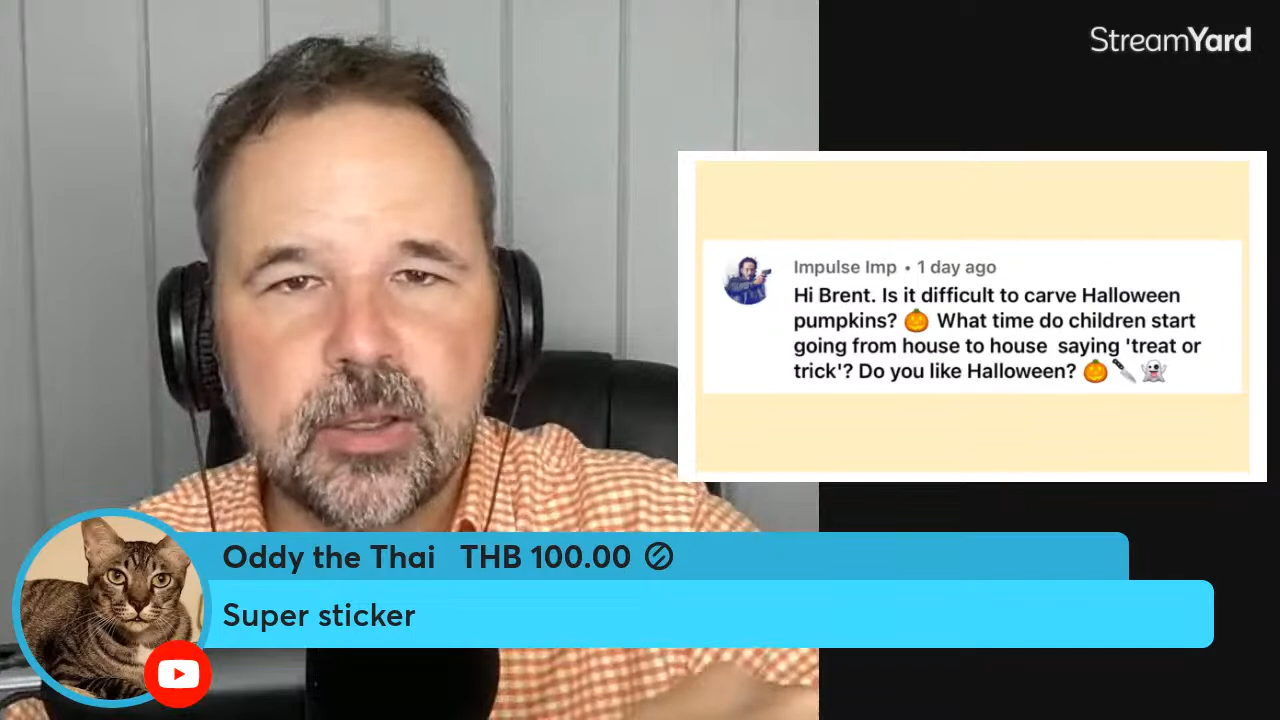 StreamYard
Impulse Imp • 1 day ago
Hi Brent. Is it difficult to carve Halloween
pumpkins? 🎃 What time do children start
going from house to house saying 'treat or
trick'? Do you like Halloween? 🎃🔪👻
Oddy the Thai THB 100.00
Super sticker